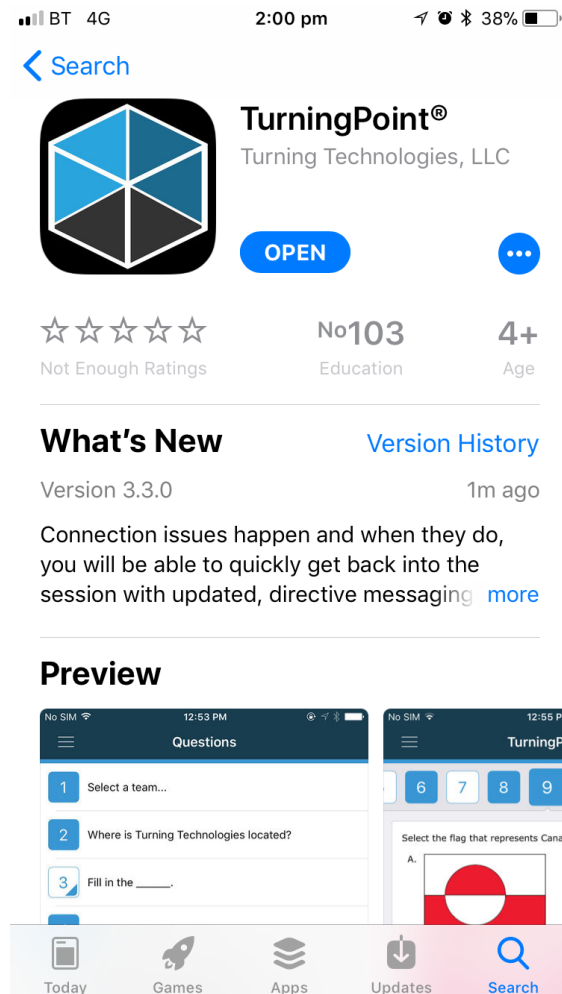 BT 4G 2:00 pm 38%
Search
TurningPoint®
Turning Technologies, LLC
OPEN
No103 4+
Not Enough Ratings Education Age
What's New Version History
Version 3.3.0 1m ago
Connection issues happen and when they do,
you will be able to quickly get back into the
session with updated, directive messaging more
Preview
No SIM 12:53 PM
Questions
1 Select a team...
2 Where is Turning Technologies located?
3 Fill in the ______.
No SIM 12:55 P
TurningP
6 7 8 9
Select the flag that represents Cana
A.
Today Games Apps Updates Search